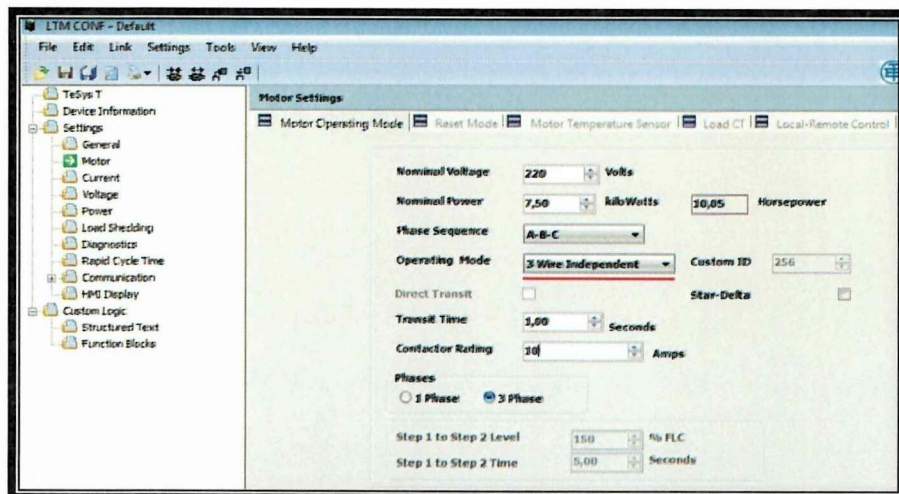 LTM CONF - Default
File Edit Link Settings Tools View Help
TeSys T
Device Information
Settings
General
Motor
Current
Voltage
Power
Load Shedding
Diagnostics
Rapid Cycle Time
Communication
HMI Display
Custom Logic
Structured Text
Function Blocks
Motor Settings
Motor Operating Mode Reset Mode Motor Temperature Sensor Load CT Local-Remote Control
Nominal Voltage 220 Volts
Nominal Power 7,50 kiloWatts 10,05 Horsepower
Phase Sequence A-B-C
Operating Mode 3 Wire Independent Custom ID 256
Direct Transit Star-Delta
Transit Time 1,00 Seconds
Contactor Rating 10 Amps
Phases
1 Phase 3 Phase
Step 1 to Step 2 Level 150 % FLC
Step 1 to Step 2 Time 5,00 Seconds